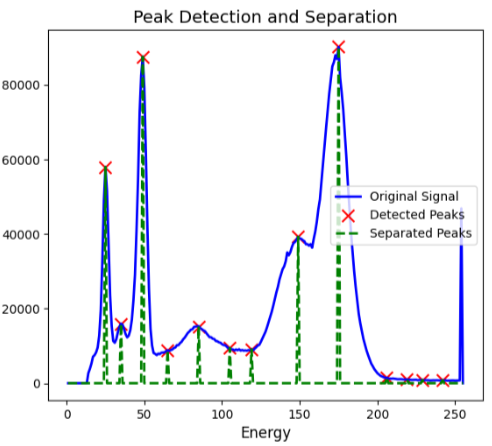 Peak Detection and Separation
80000
60000
40000
20000
0
Original Signal
Detected Peaks
Separated Peaks
0 50 100 150 200 250
Energy